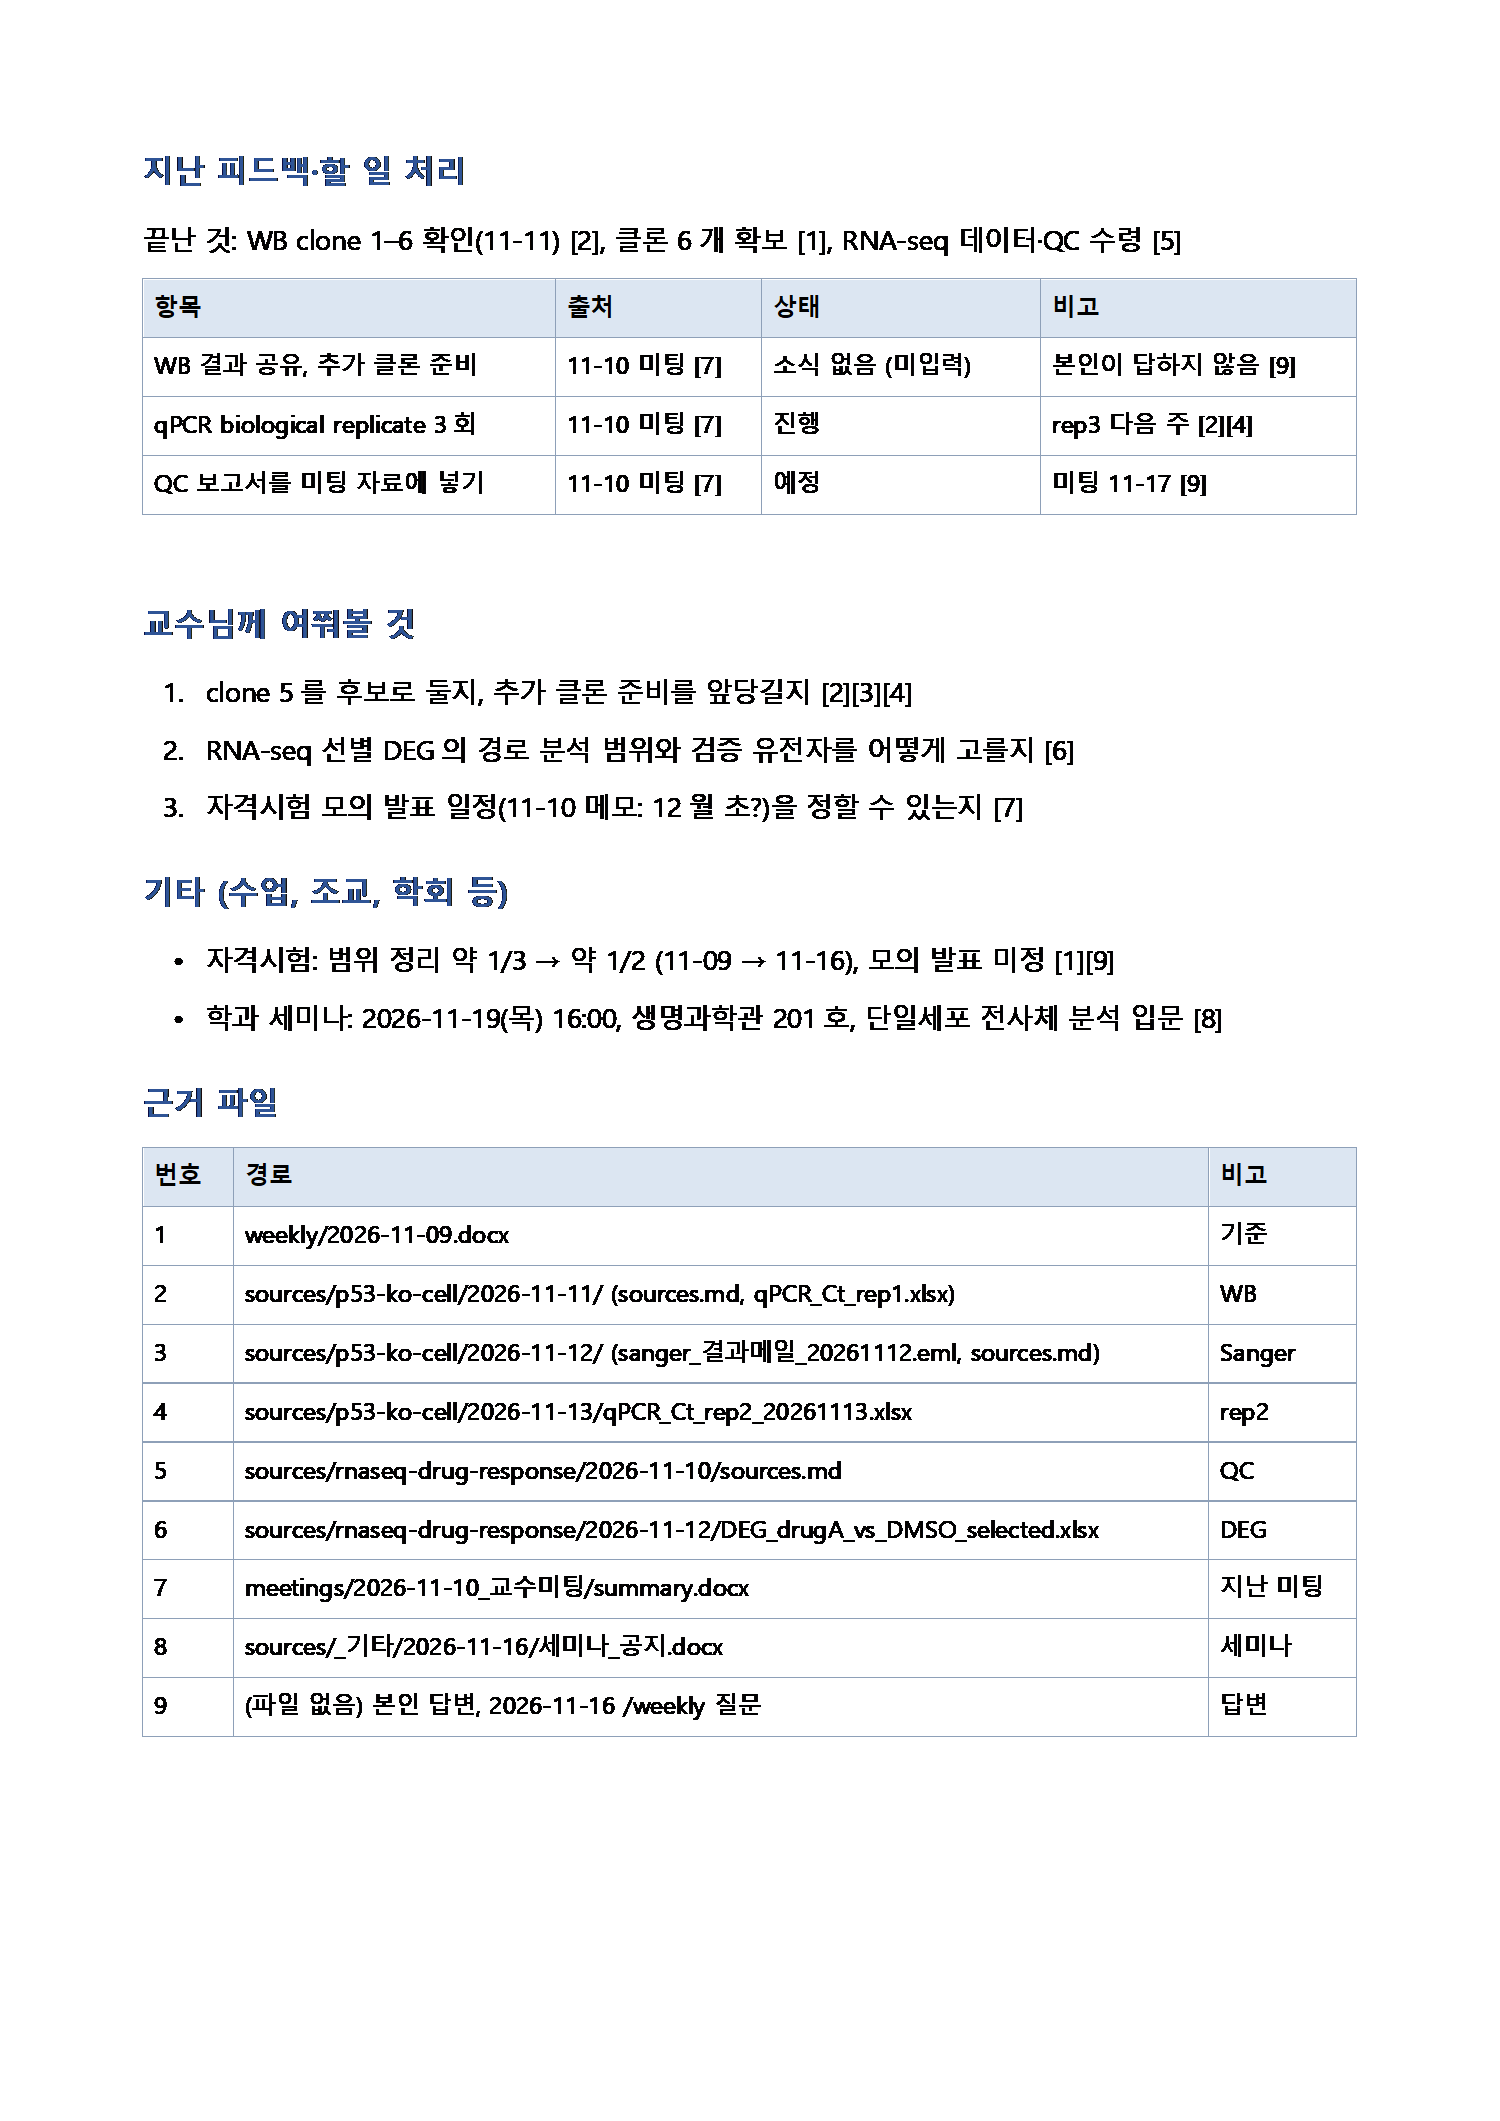 지난 피드백·할 일 처리
끝난 것: WB clone 1–6 확인(11-11) [2], 클론 6 개 확보 [1], RNA-seq 데이터·QC 수령 [5]
항목 출처 상태 비고
WB 결과 공유, 추가 클론 준비 11-10 미팅 [7] 소식 없음 (미입력) 본인이 답하지 않음 [9]
qPCR biological replicate 3 회 11-10 미팅 [7] 진행 rep3 다음 주 [2][4]
QC 보고서를 미팅 자료에 넣기 11-10 미팅 [7] 예정 미팅 11-17 [9]
교수님께 여쭤볼 것
1. clone 5 를 후보로 둘지, 추가 클론 준비를 앞당길지 [2][3][4]
2. RNA-seq 선별 DEG 의 경로 분석 범위와 검증 유전자를 어떻게 고를지 [6]
3. 자격시험 모의 발표 일정(11-10 메모: 12 월 초?)을 정할 수 있는지 [7]
기타 (수업, 조교, 학회 등)
• 자격시험: 범위 정리 약 1/3 → 약 1/2 (11-09 → 11-16), 모의 발표 미정 [1][9]
• 학과 세미나: 2026-11-19(목) 16:00, 생명과학관 201 호, 단일세포 전사체 분석 입문 [8]
근거 파일
번호 경로 비고
1 weekly/2026-11-09.docx 기준
2 sources/p53-ko-cell/2026-11-11/ (sources.md, qPCR_Ct_rep1.xlsx) WB
3 sources/p53-ko-cell/2026-11-12/ (sanger_결과메일_20261112.eml, sources.md) Sanger
4 sources/p53-ko-cell/2026-11-13/qPCR_Ct_rep2_20261113.xlsx rep2
5 sources/rnaseq-drug-response/2026-11-10/sources.md QC
6 sources/rnaseq-drug-response/2026-11-12/DEG_drugA_vs_DMSO_selected.xlsx DEG
7 meetings/2026-11-10_교수미팅/summary.docx 지난 미팅
8 sources/_기타/2026-11-16/세미나_공지.docx 세미나
9 (파일 없음) 본인 답변, 2026-11-16 /weekly 질문 답변